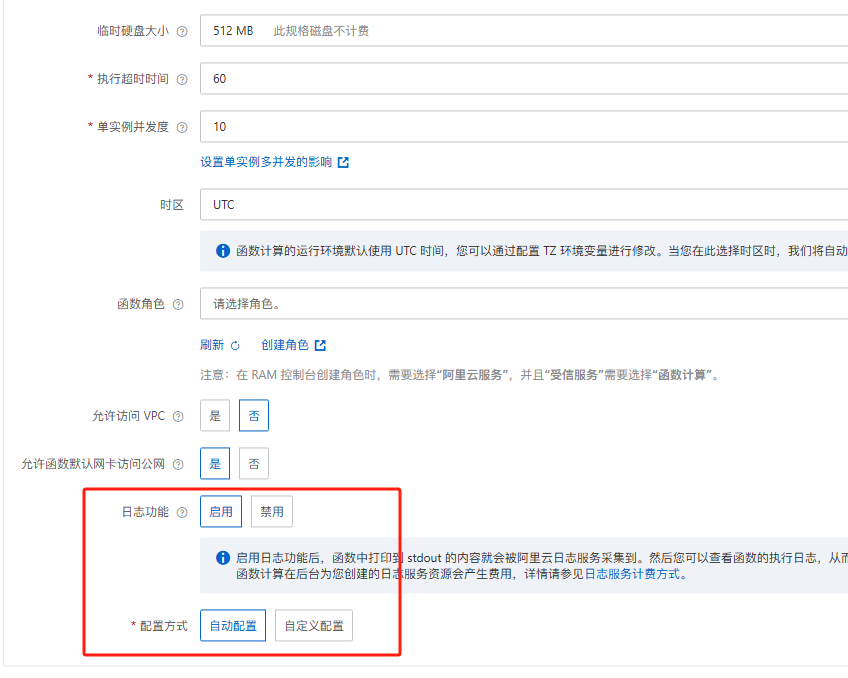 临时硬盘大小 512 MB 此规格磁盘不计费
* 执行超时时间 60
* 单实例并发度 10
设置单实例多并发的影响
时区 UTC
函数计算的运行环境默认使用 UTC 时间，您可以通过配置 TZ 环境变量进行修改。当您在此选择时区时，我们将自动
函数角色 请选择角色。
刷新 创建角色
注意：在 RAM 控制台创建角色时，需要选择“阿里云服务”，并且“受信服务”需要选择“函数计算”。
允许访问 VPC 是 否
允许函数默认网卡访问公网 是 否
日志功能 启用 禁用
启用日志功能后，函数中打印到 stdout 的内容就会被阿里云日志服务采集到。然后您可以查看函数的执行日志，从而
函数计算在后台为您创建的日志服务资源会产生费用，详情请参见日志服务计费方式。
* 配置方式 自动配置 自定义配置